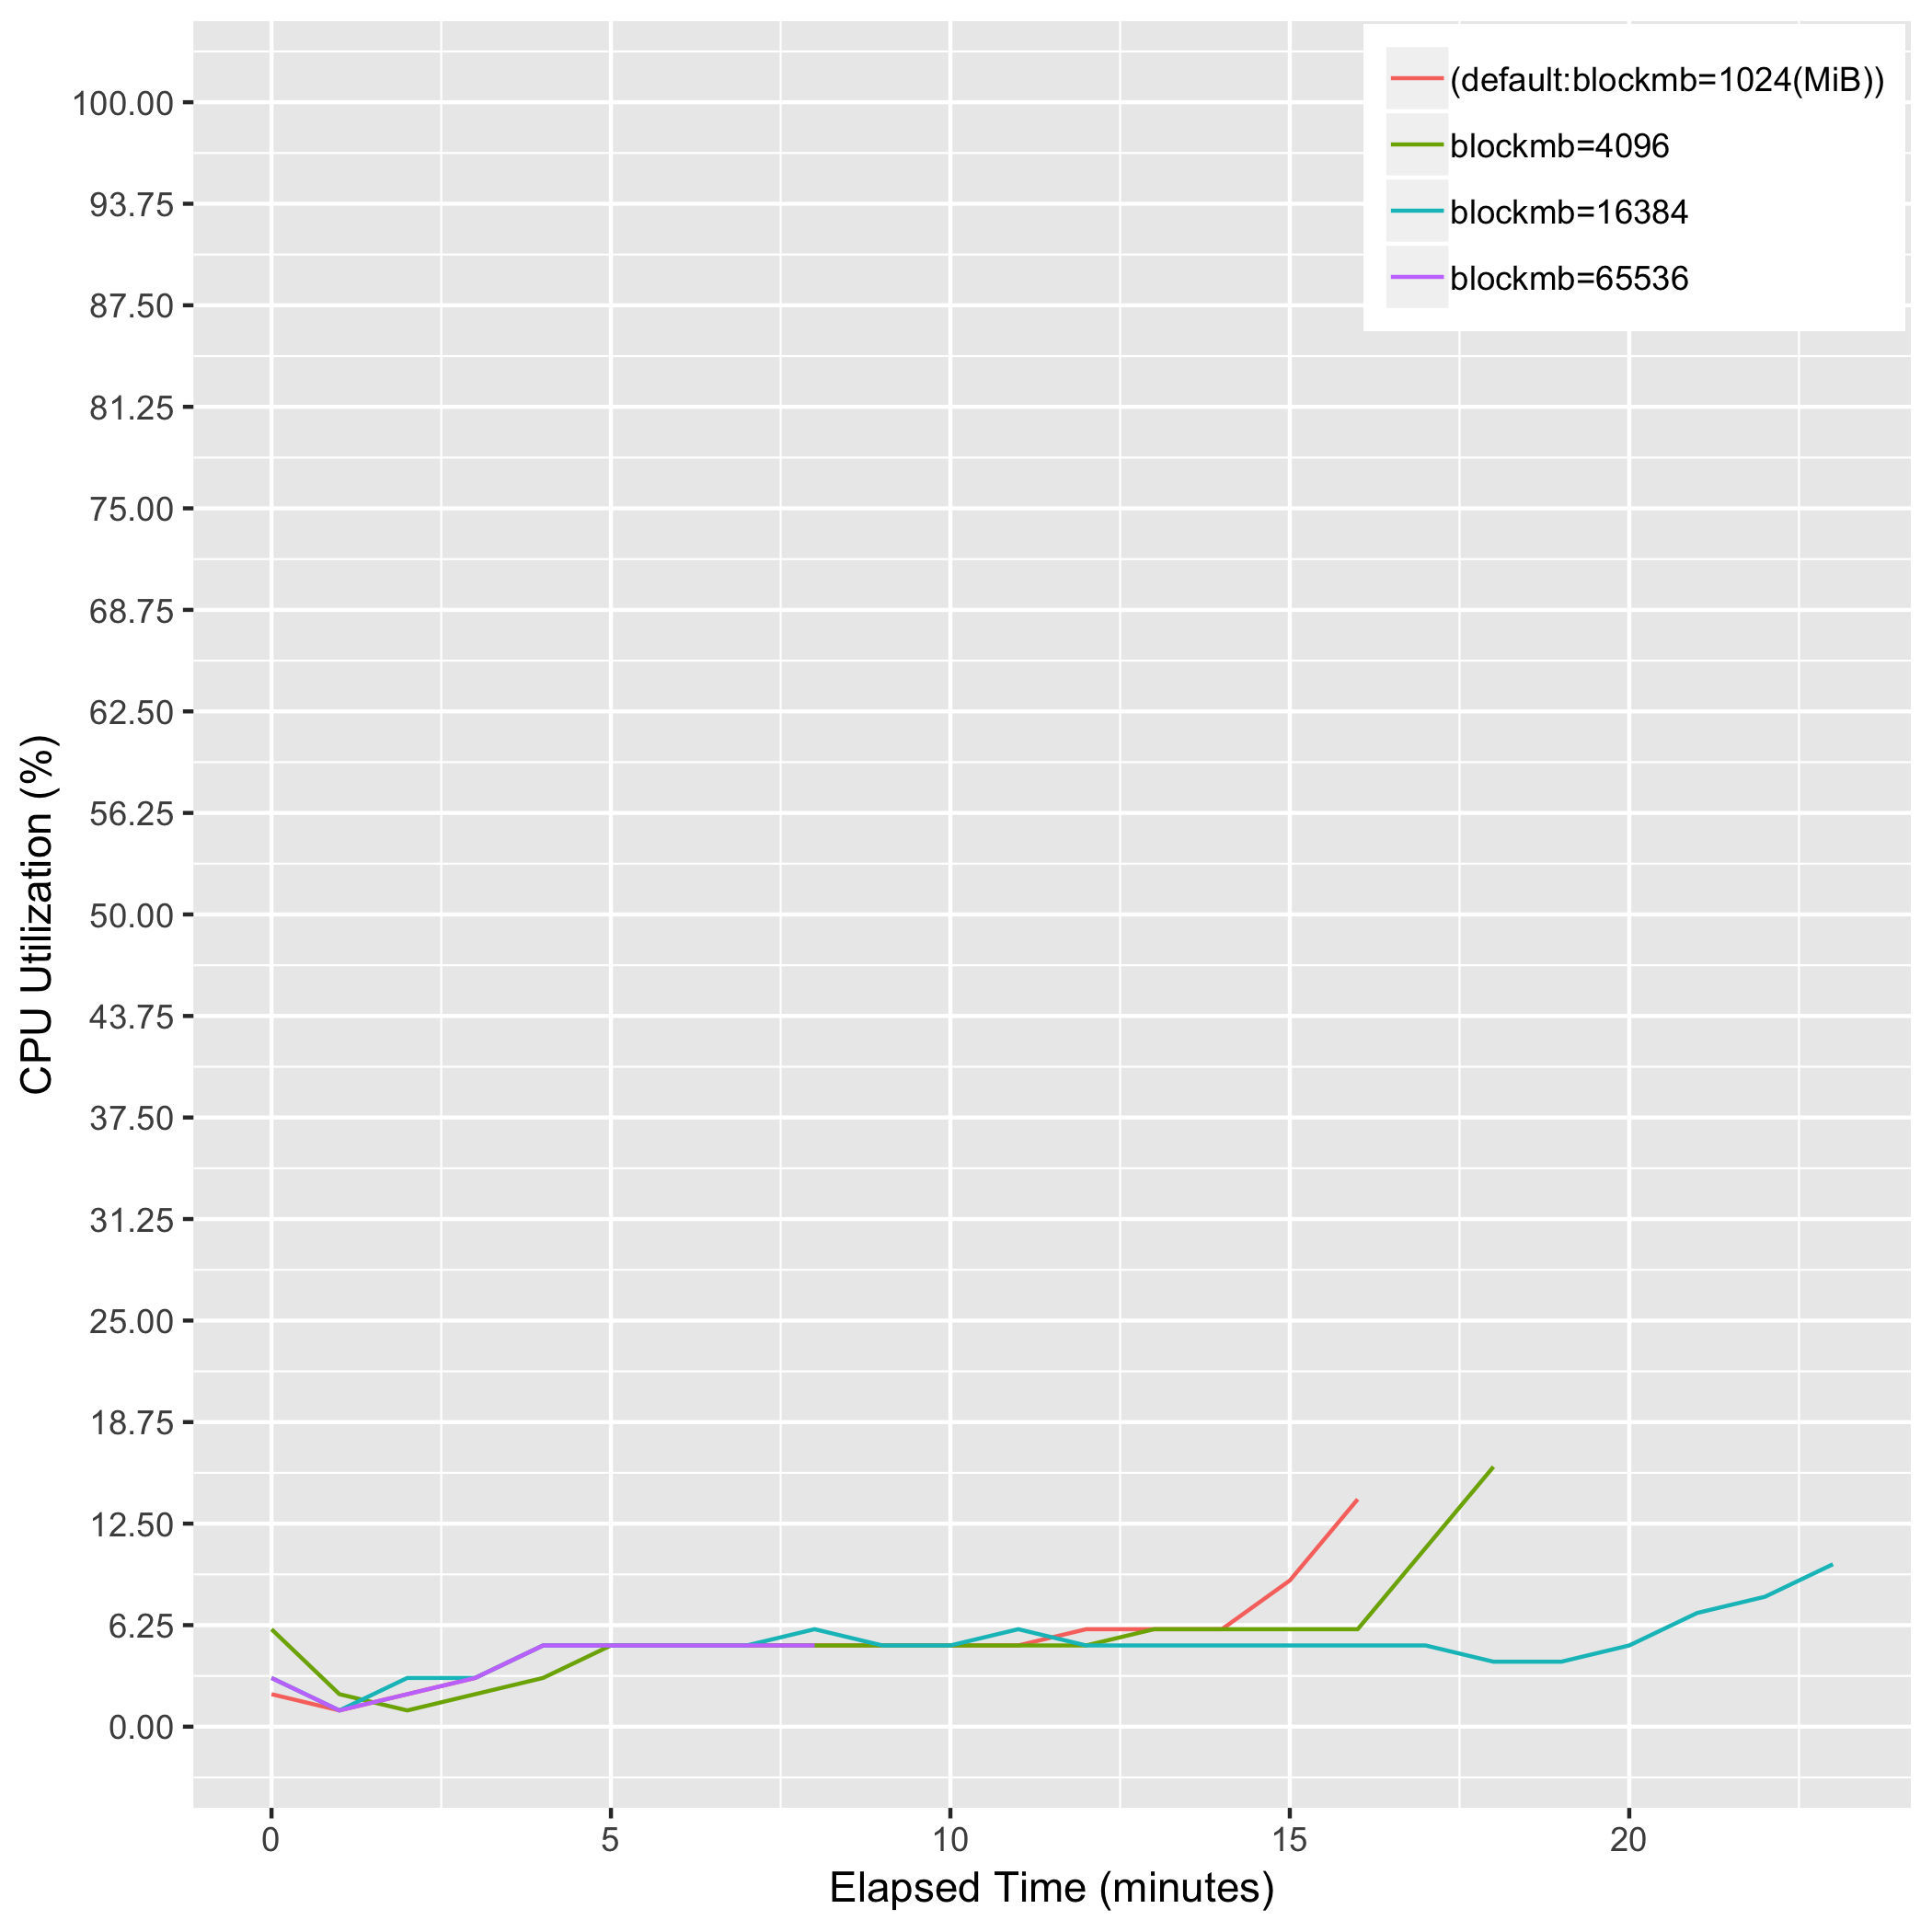 (default:blockmb=1024(MiB))
blockmb=4096
blockmb=16384
blockmb=65536
100.00
93.75
87.50
81.25
75.00
68.75
62.50
56.25
50.00
43.75
37.50
31.25
25.00
18.75
12.50
6.25
0.00
CPU Utilization (%)
0 5 10 15 20
Elapsed Time (minutes)